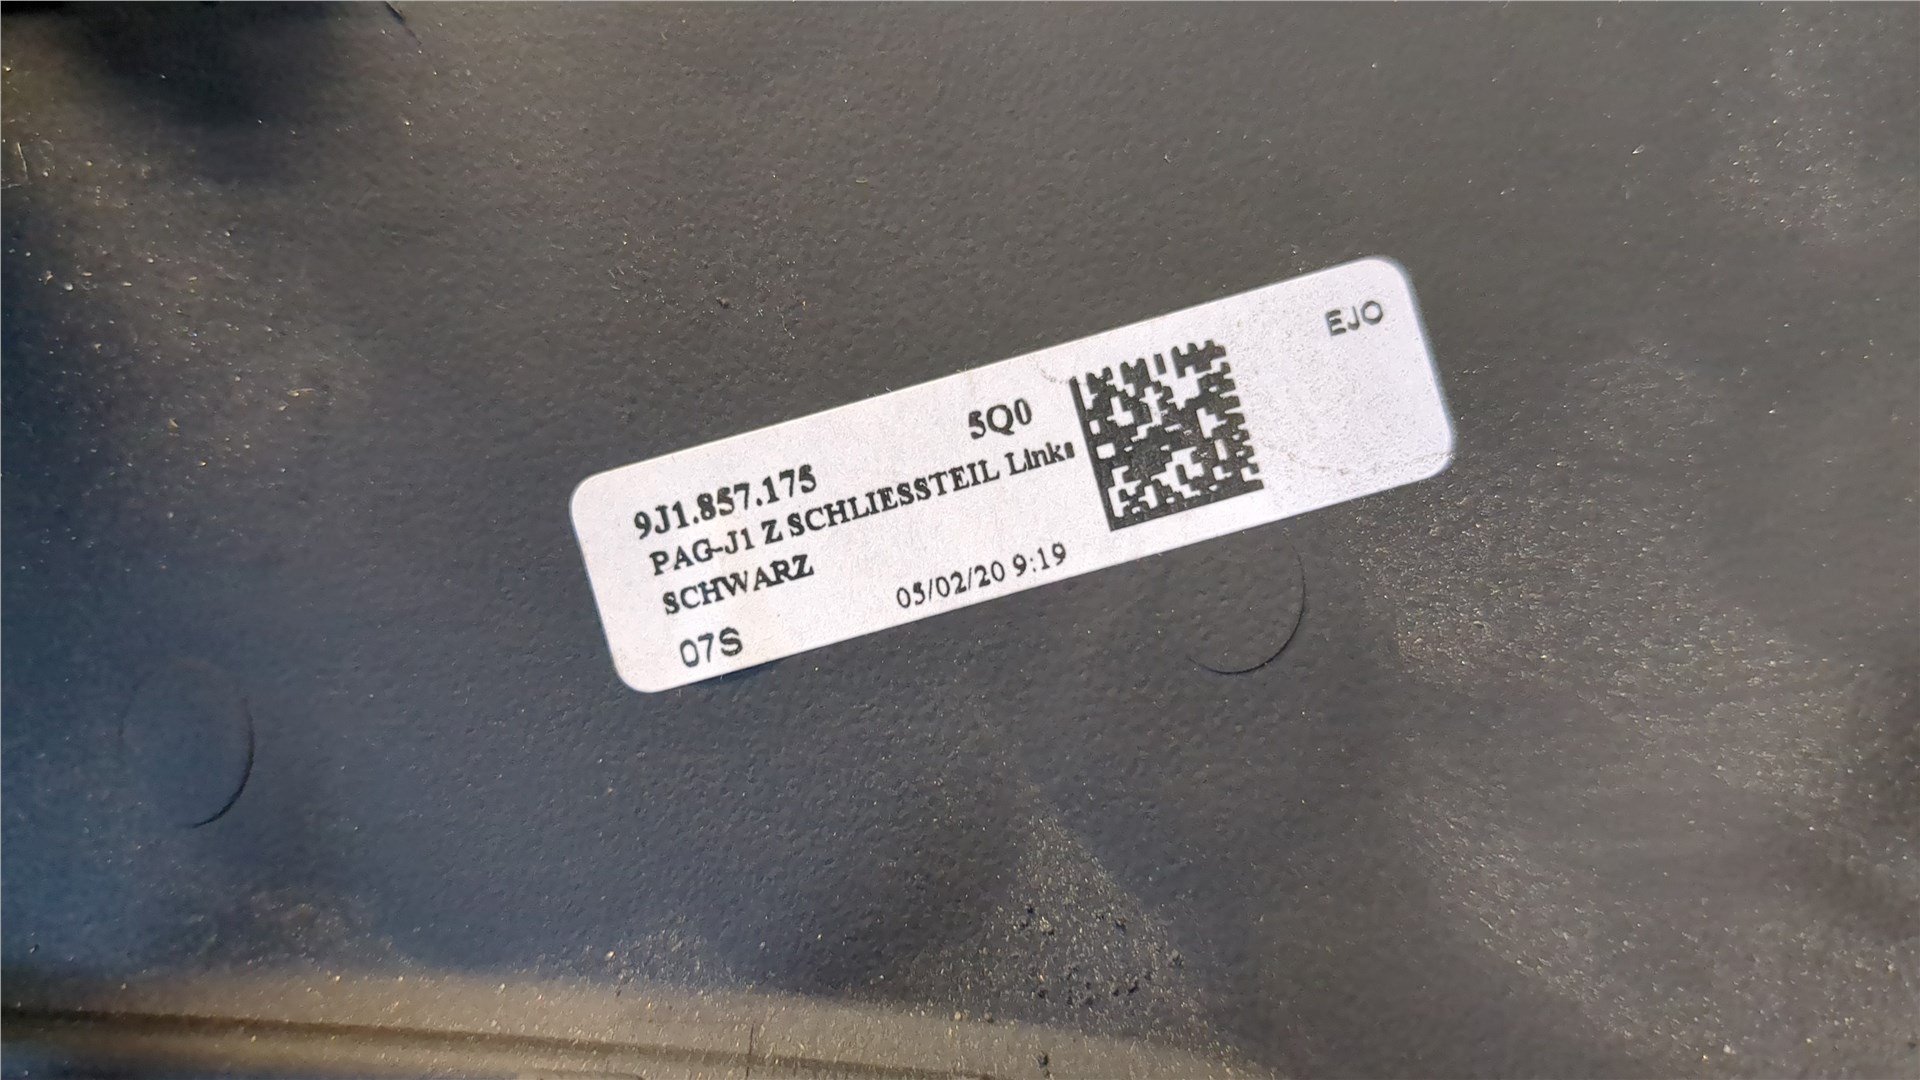 EJO
9J1.857.175 5Q0
PAG-J1 Z SCHLIESSTEIL Links
SCHWARZ
05/02/20 9:19
07S